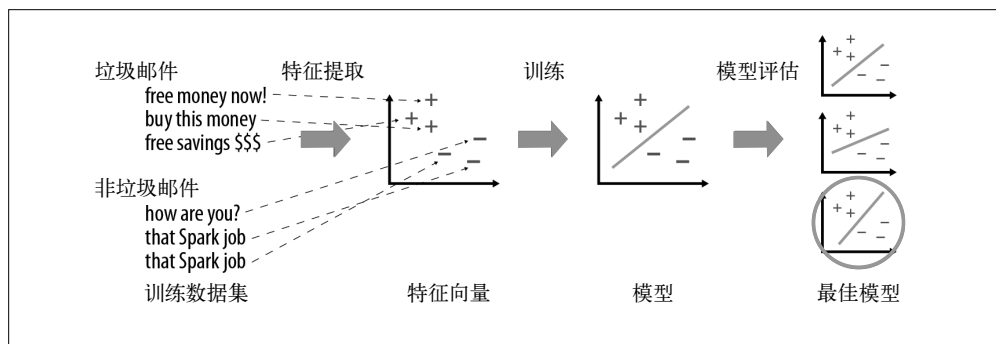 垃圾邮件
free money now!
buy this money
free savings $$$
非垃圾邮件
how are you?
that Spark job
that Spark job
训练数据集
特征提取
特征向量
训练
模型
模型评估
最佳模型